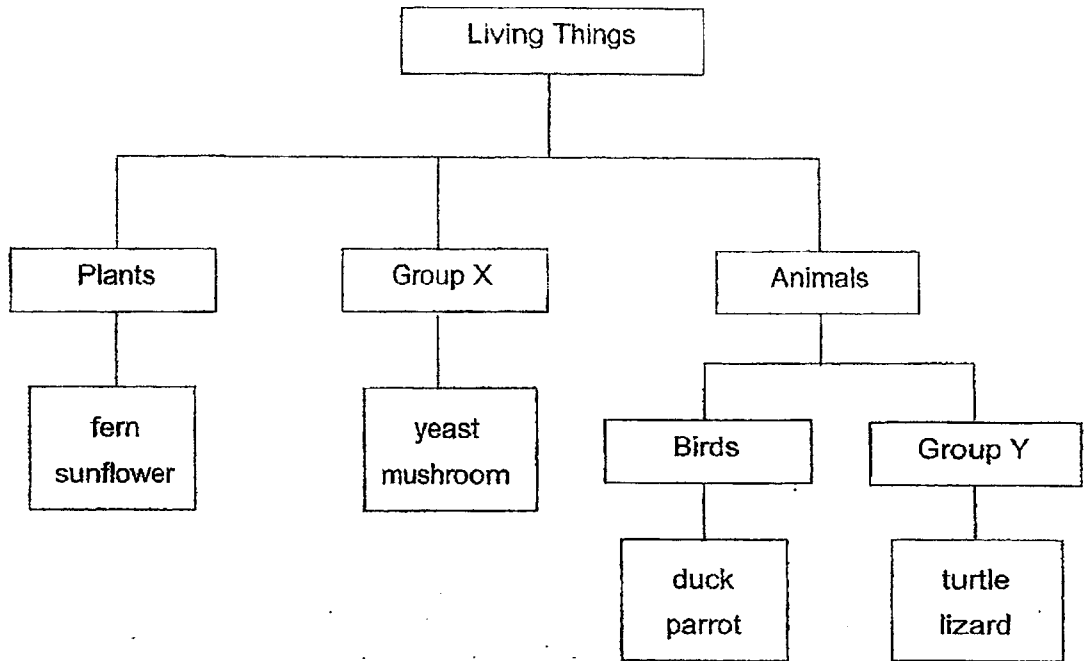 Living Things
Plants
Group X
Animals
fern
sunflower
yeast
mushroom
Birds
Group Y
duck
parrot
turtle
lizard